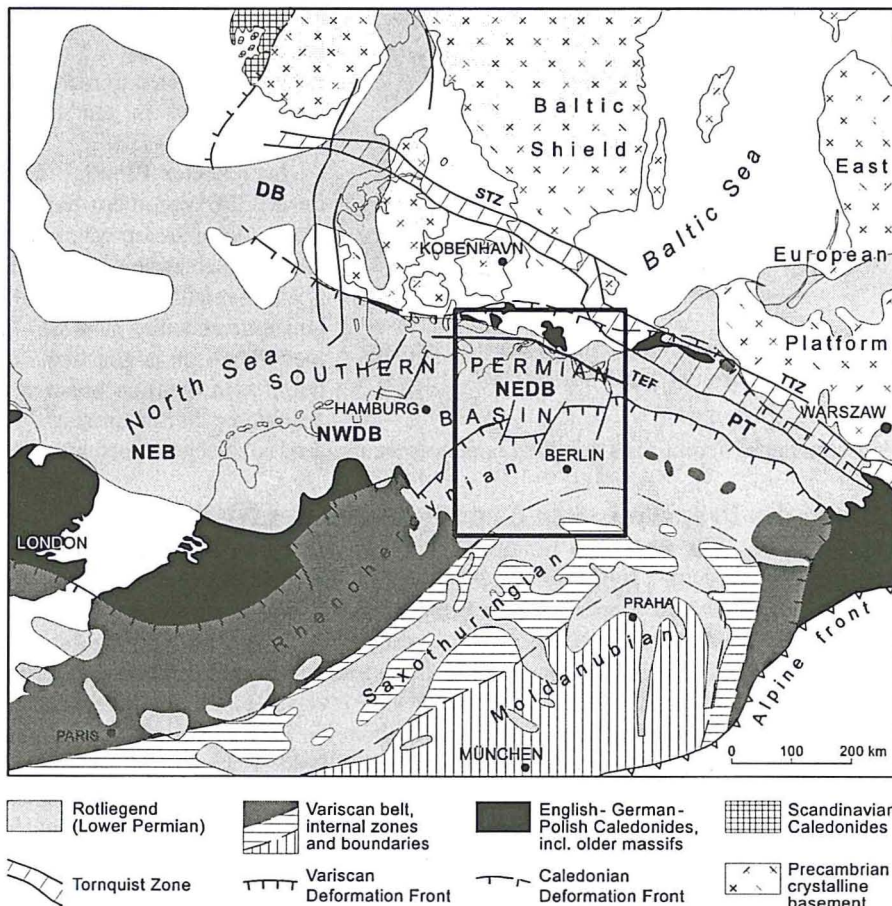 Baltic
Shield
Baltic Sea
East
European
Platform
DB
STZ
KOBENHAVN
North Sea
SOUTHERN PERMIAN
BASIN
NEDB
TEF
TTZ
PT
WARSZAW
HAMBURG
NWDB
NEB
BERLIN
LONDON
Rhenohercynian
Saxothuringian
Moldanubian
PRAHA
Alpine front
PARIS
MÜNCHEN
0 100 200 km
Rotliegend
(Lower Permian)
Variscan belt,
internal zones
and boundaries
English- German-
Polish Caledonides,
incl. older massifs
Scandinavian
Caledonides
Tornquist Zone
Variscan
Deformation Front
Caledonian
Deformation Front
Precambrian
crystalline
basement